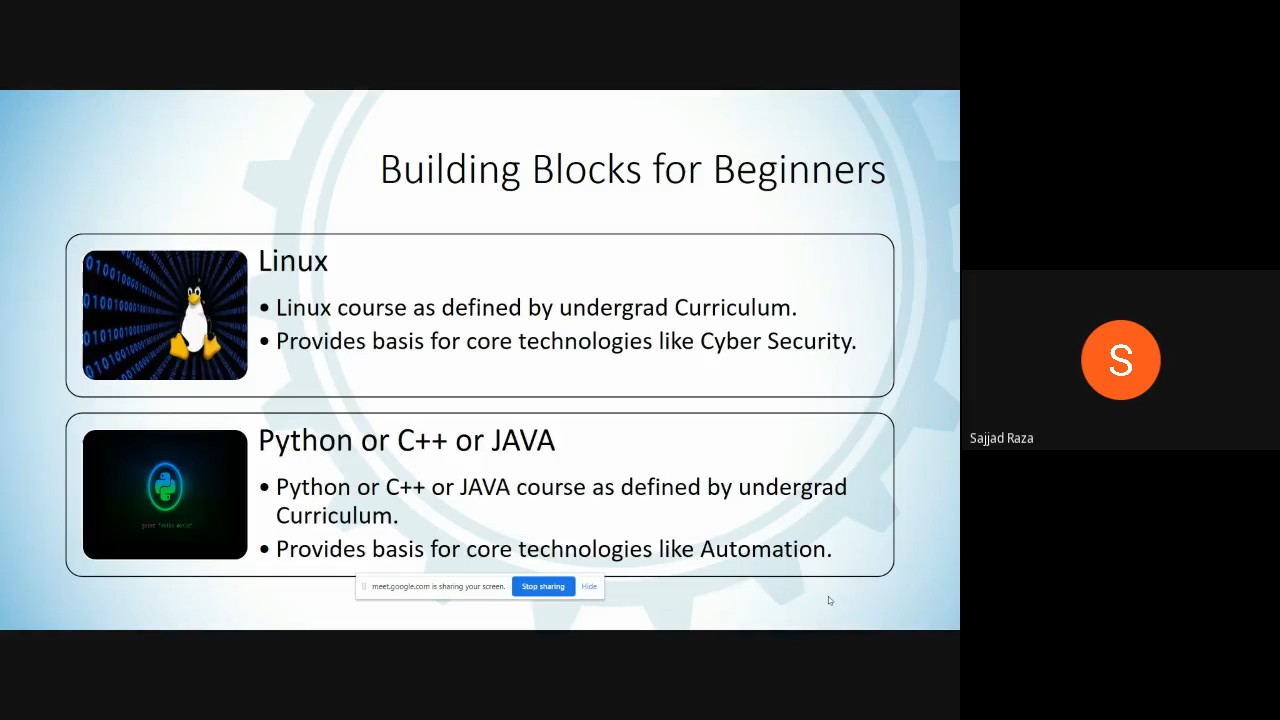 Building Blocks for Beginners
Linux
• Linux course as defined by undergrad Curriculum.
• Provides basis for core technologies like Cyber Security.
Python or C++ or JAVA
• Python or C++ or JAVA course as defined by undergrad
Curriculum.
• Provides basis for core technologies like Automation.
meet.google.com is sharing your screen. Stop sharing Hide
S
Sajjad Raza